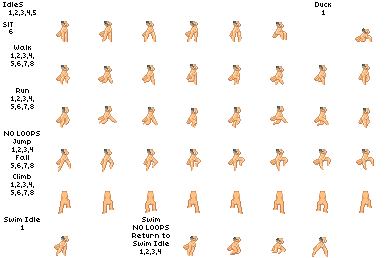 IdleS
1,2,3,4,5
Duck
1
SIT
6
Walk
1,2,3,4,
5,6,7,8
Run
1,2,3,4,
5,6,7,8
NO LOOPS
Jump
1,2,3,4
Fall
5,6,7,8
Climb
1,2,3,4,
5,6,7,8
Swim Idle
1
Swim
NO LOOPS
Return to
Swim Idle
1,2,3,4